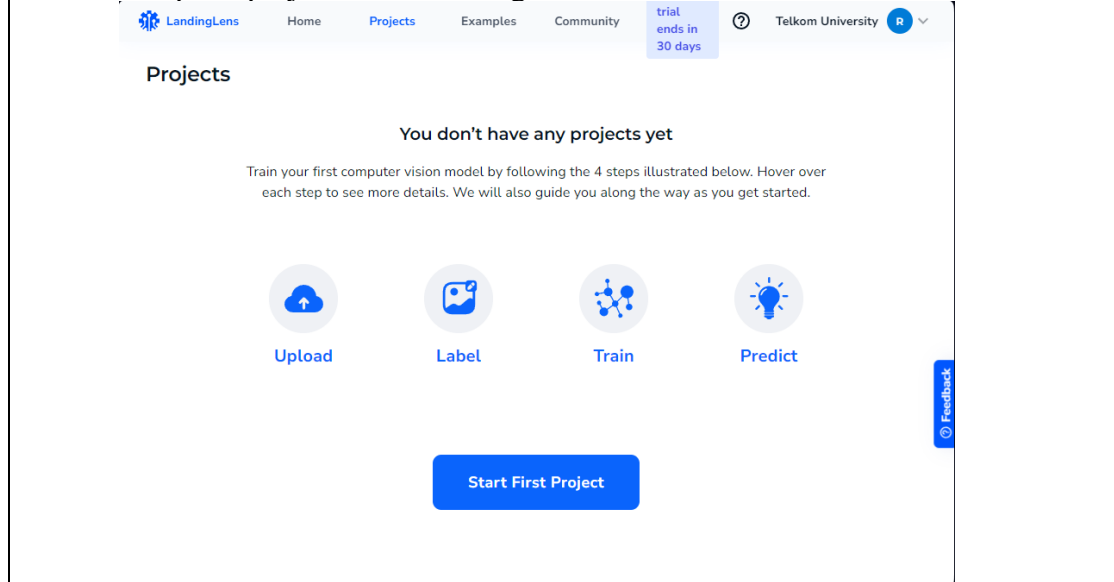 LandingLens
Home
Projects
Examples
Community
trial
ends in
30 days
Telkom University
R
Projects
You don't have any projects yet
Train your first computer vision model by following the 4 steps illustrated below. Hover over
each step to see more details. We will also guide you along the way as you get started.
Upload
Label
Train
Predict
Feedback
Start First Project